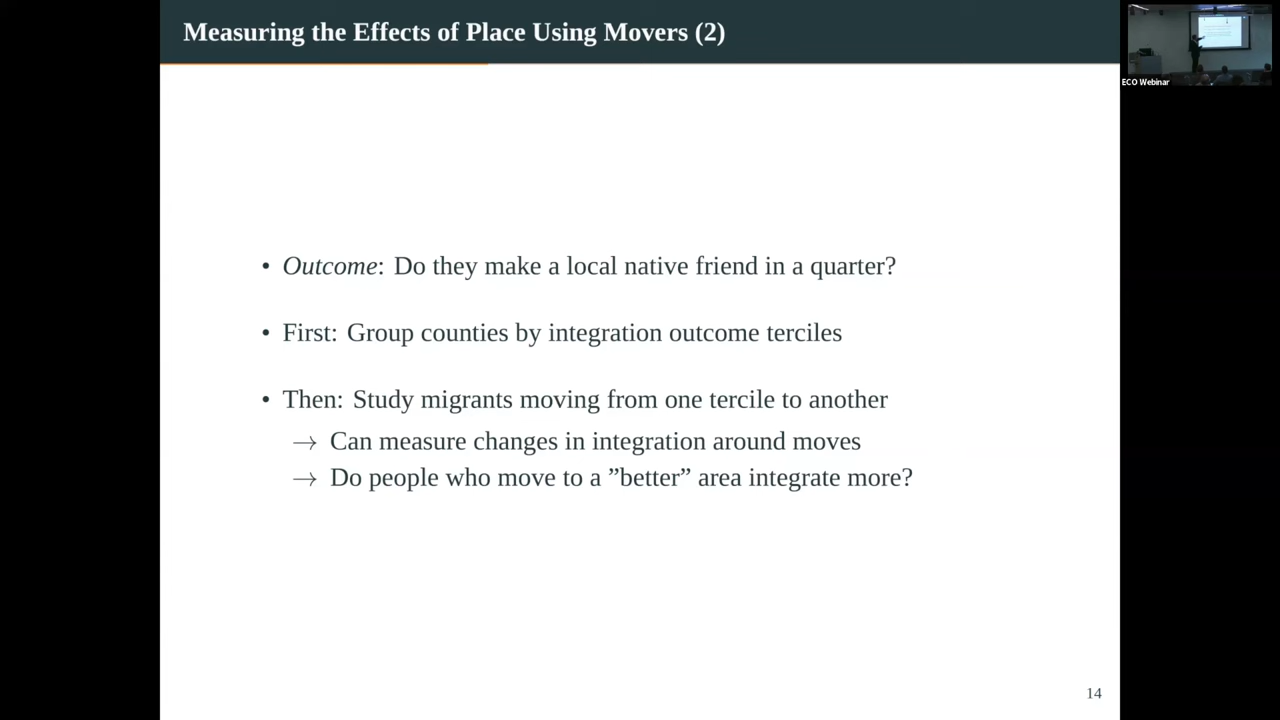 Measuring the Effects of Place Using Movers (2)
ECO Webinar
• Outcome: Do they make a local native friend in a quarter?
• First: Group counties by integration outcome terciles
• Then: Study migrants moving from one tercile to another
→ Can measure changes in integration around moves
→ Do people who move to a ”better” area integrate more?
14